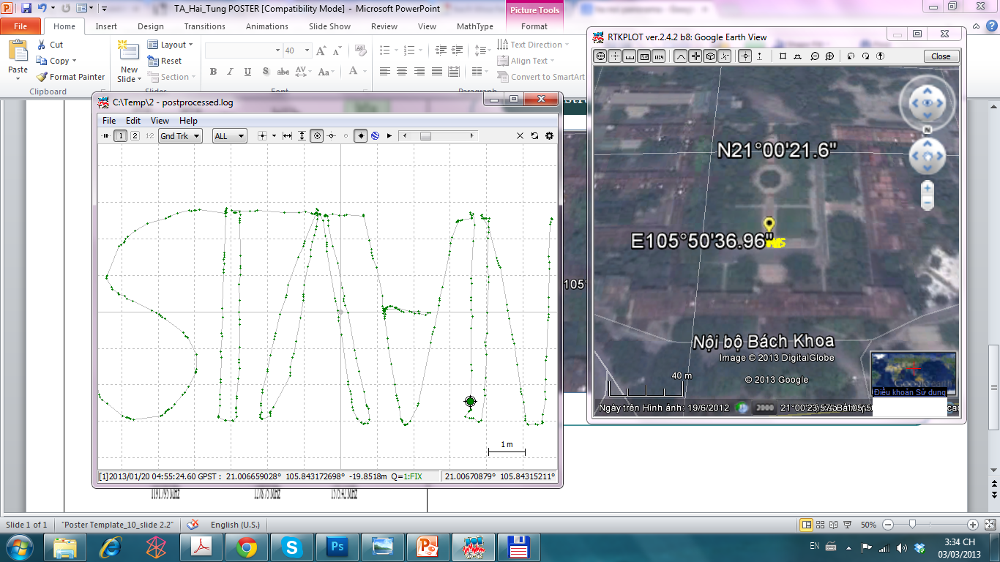 TA_Hai_Tung POSTER [Compatibility Mode] - Microsoft PowerPoint
Picture Tools
File Home Insert Design Transitions Animations Slide Show Review View MathType Format
Paste
Cut
Copy
Format Painter
Clipboard
New Slide
Layout
Reset
Section
Slides
40
B I U S abc AV Aa A
Font
Paragraph
Text Direction
Align Text
Convert to SmartArt
C:\Temp\2 - postprocessed.log
File Edit View Help
1 2 1-2 Gnd Trk ALL
1 m
[1]2013/01/20 04:55:24.60 GPST : 21.006659028° 105.843172698° -19.8518m Q=1:FIX
21.00670879° 105.84315211°
1191.795 MHz 1278.75 MHz 1575.42 MHz
105°
RTKPLOT ver.2.4.2 b8: Google Earth View
Close
N
N21°00'21.6"
E105°50'36.96"
Nội bộ Bách Khoa
Image © 2013 DigitalGlobe
40 m
© 2013 Google
Google earth
Điều khoản Sử dụng
Ngày trên Hình ảnh: 19/6/2012 2000
Slide 1 of 1 "Poster Template_10_slide 2.2" English (U.S.)
50%
Ps
EN
3:34 CH
03/03/2013